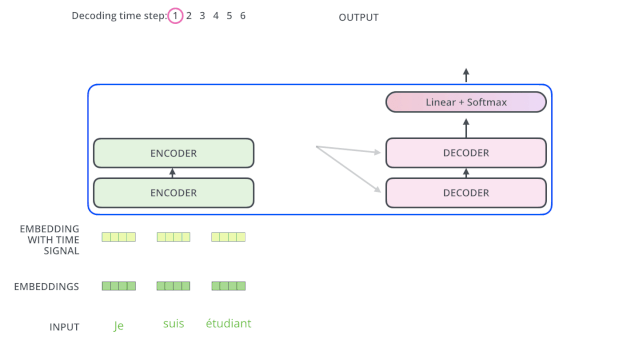 Decoding time step: 1 2 3 4 5 6
OUTPUT
Linear + Softmax
ENCODER
DECODER
ENCODER
DECODER
EMBEDDING
WITH TIME
SIGNAL
EMBEDDINGS
INPUT
Je suis étudiant